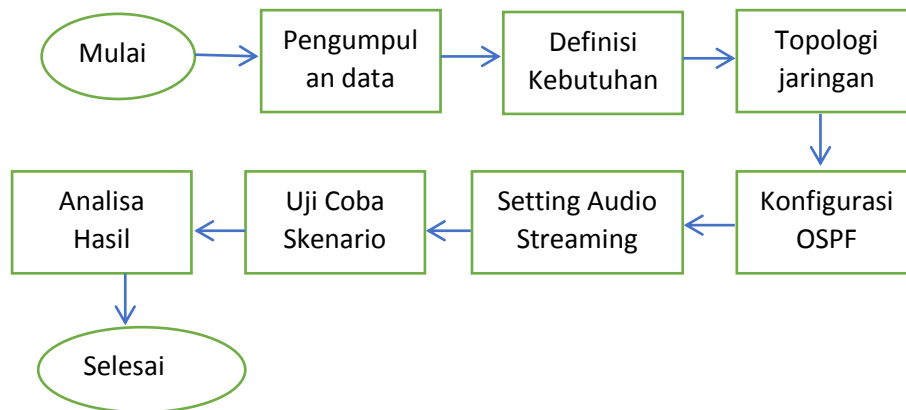 Mulai
Pengumpul
an data
Definisi
Kebutuhan
Topologi
jaringan
Konfigurasi
OSPF
Setting Audio
Streaming
Uji Coba
Skenario
Analisa
Hasil
Selesai